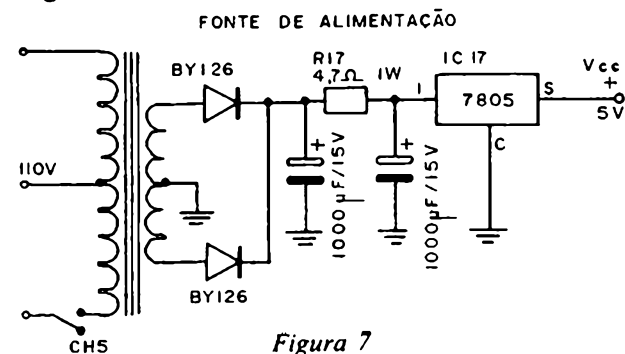 FONTE DE ALIMENTAÇÃO
R17
4,7Ω 1W
IC 17
BY126
I
7805
S
Vcc
+
5V
C
110V
+
1000µF/15V
+
1000µF/15V
BY126
CH5
Figura 7